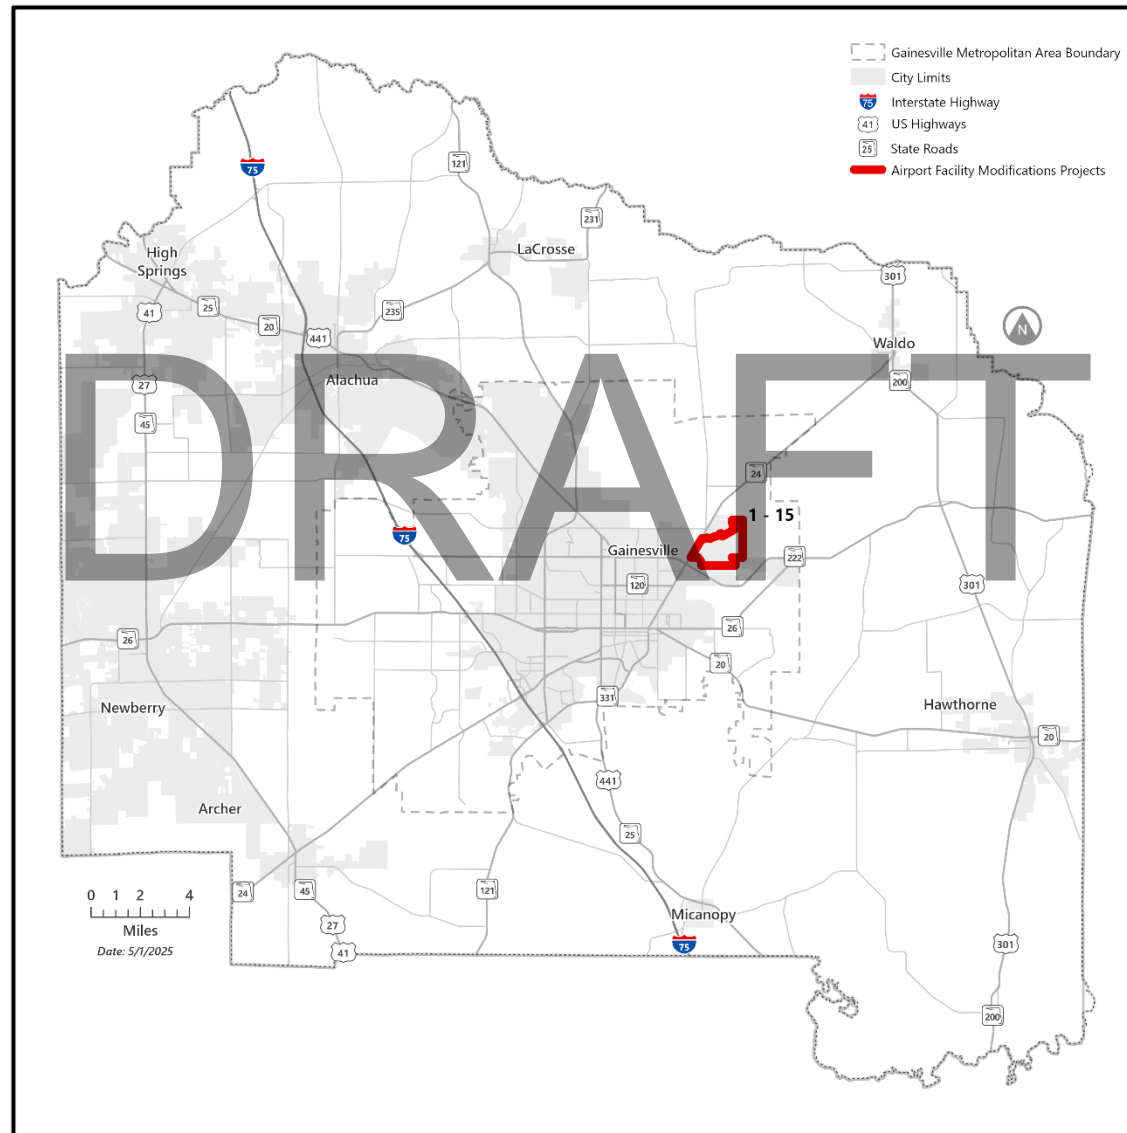 Gainesville Metropolitan Area Boundary
City Limits
75 Interstate Highway
41 US Highways
25 State Roads
Airport Facility Modifications Projects
75
121
231
LaCrosse
High
Springs
301
41
25
20
441
235
N
Waldo
Alachua
27
200
45
DRAFT
24
1 - 15
75
Gainesville
222
120
301
26
26
20
331
Newberry
Hawthorne
20
441
Archer
25
0 1 2 4
Miles
Date: 5/1/2025
24
45
121
27
41
Micanopy
75
301
200